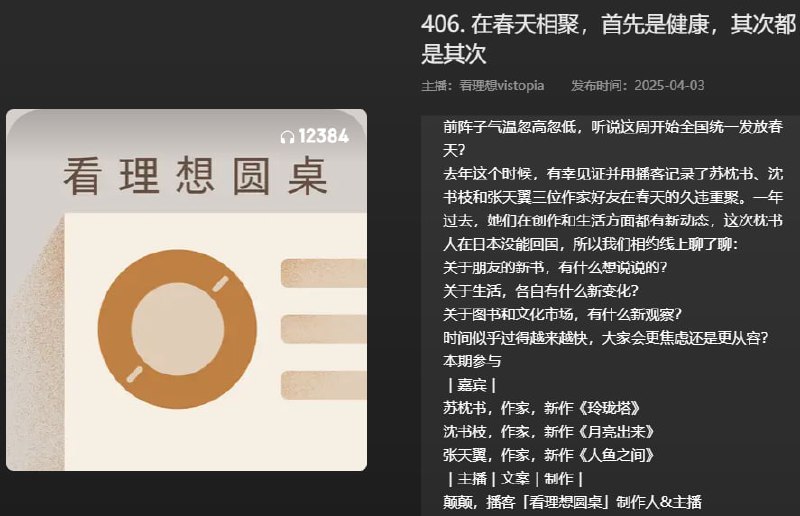 406. 在春天相聚，首先是健康，其次都
是其次
主播：看理想vistopia 发布时间：2025-04-03
12384
看理想圆桌
前阵子气温忽高忽低，听说这周开始全国统一发放春
天？
去年这个时候，有幸见证并用播客记录了苏枕书、沈
书枝和张天翼三位作家好友在春天的久违重聚。一年
过去，她们在创作和生活方面都有新动态，这次枕书
人在日本没能回国，所以我们相约线上聊了聊：
关于朋友的新书，有什么想说说的？
关于生活，各自有什么新变化？
关于图书和文化市场，有什么新观察？
时间似乎过得越来越快，大家会更焦虑还是更从容？
本期参与
｜嘉宾｜
苏枕书，作家，新作《玲珑塔》
沈书枝，作家，新作《月亮出来》
张天翼，作家，新作《人鱼之间》
｜主播｜文案｜制作｜
颠颠，播客「看理想圆桌」制作人&主播